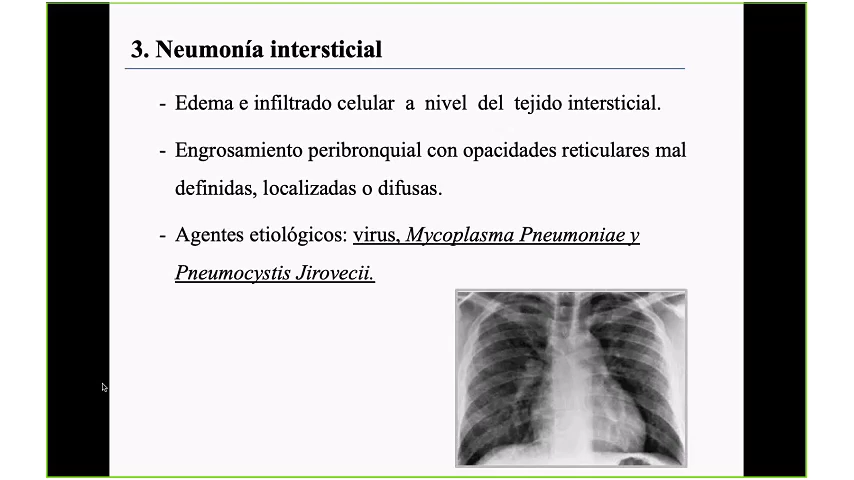 3. Neumonía intersticial
- Edema e infiltrado celular a nivel del tejido intersticial.
- Engrosamiento peribronquial con opacidades reticulares mal
definidas, localizadas o difusas.
- Agentes etiológicos: virus, Mycoplasma Pneumoniae y
Pneumocystis Jirovecii.